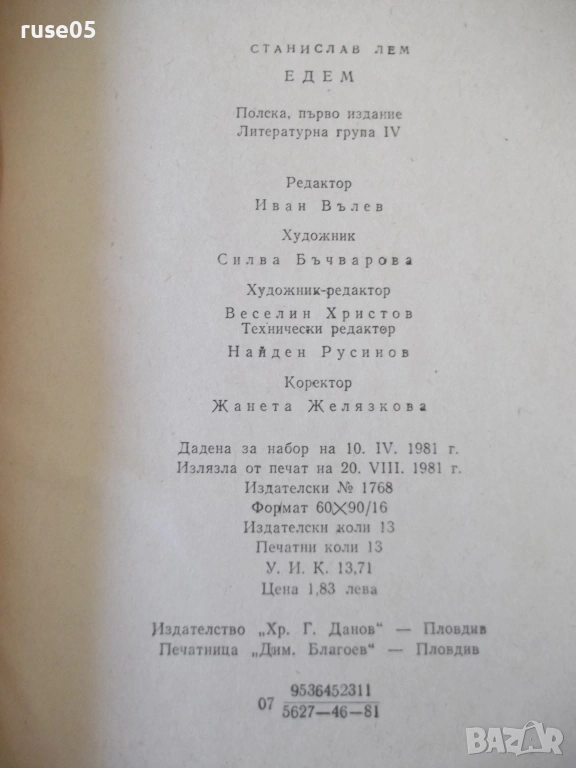 ruse05
СТАНИСЛАВ ЛЕМ
ЕДЕМ
Полска, първо издание
Литературна група IV
Редактор
Иван Вълев
Художник
Силва Бъчварова
Художник-редактор
Веселин Христов
Технически редактор
Найден Русинов
Коректор
Жанета Желязкова
Дадена за набор на 10. IV. 1981 г.
Излязла от печат на 20. VIII. 1981 г.
Издателски № 1768
Формат 60×90/16
Издателски коли 13
Печатни коли 13
У. И. К. 13,71
Цена 1,83 лева
Издателство „Хр. Г. Данов“ — Пловдив
Печатница „Дим. Благоев“ — Пловдив
07 9536452311
5627—46—81
BAZAR